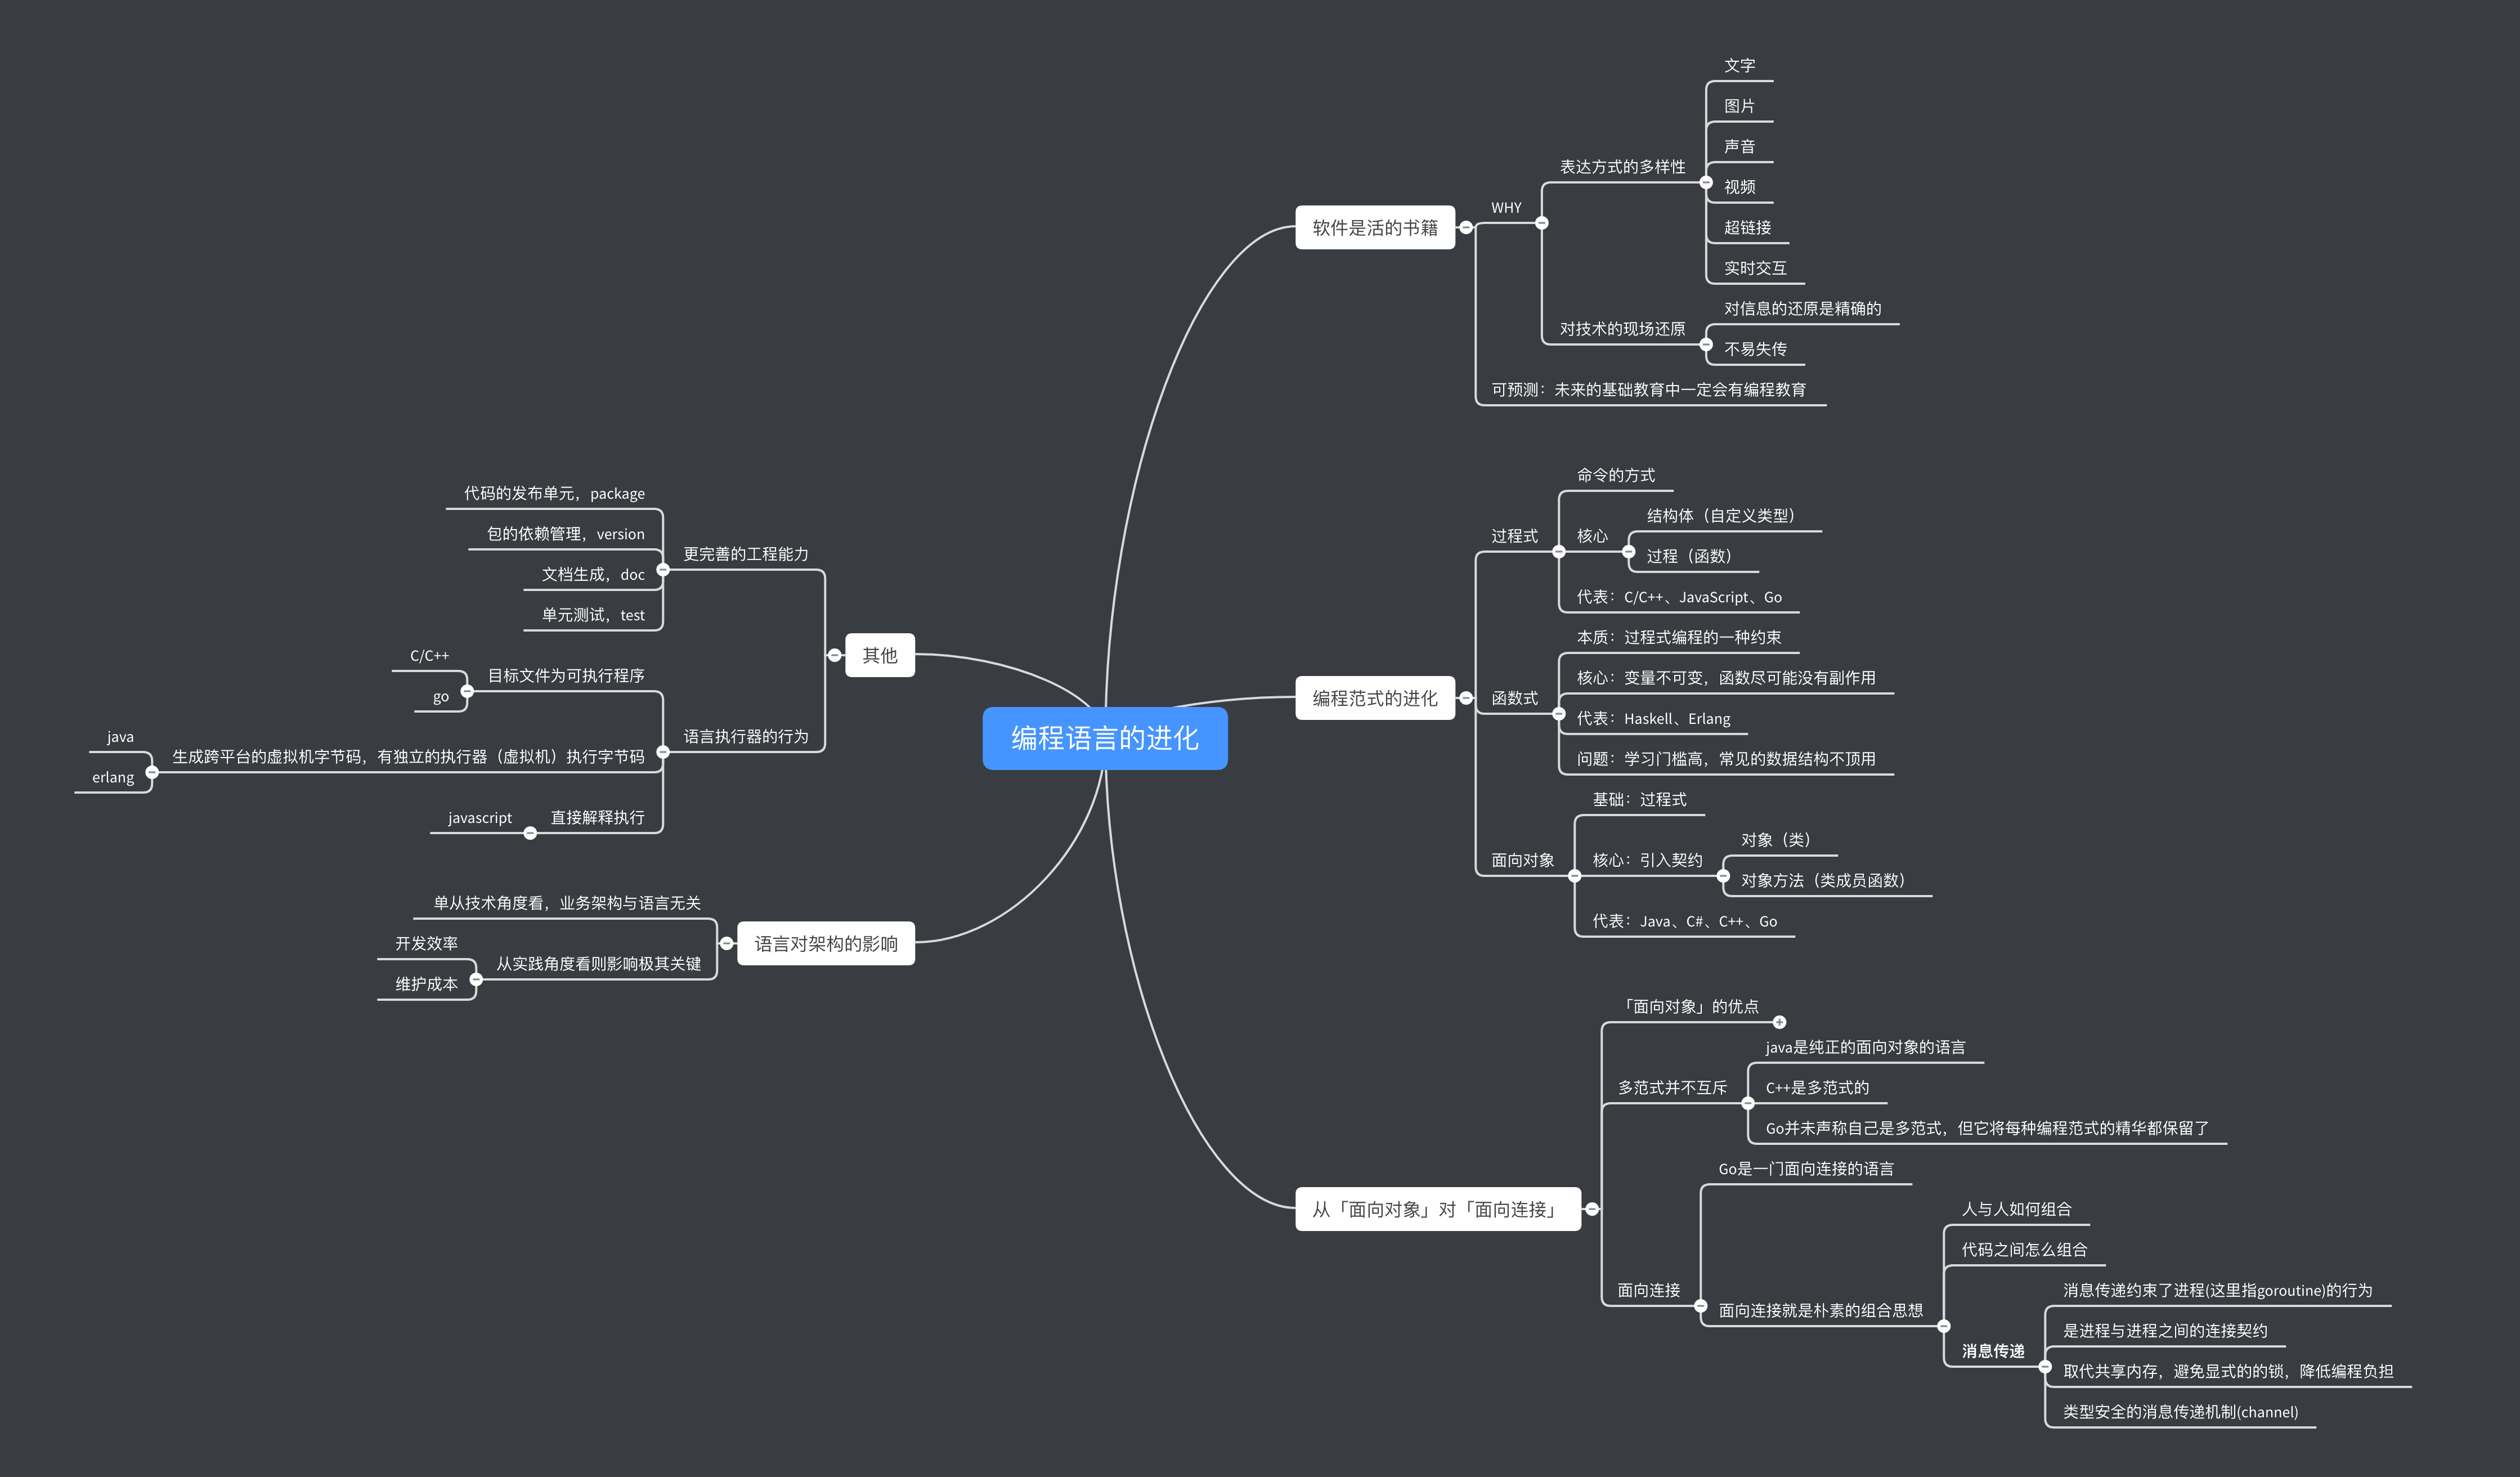 编程语言的进化
软件是活的书籍
WHY
表达方式的多样性
文字
图片
声音
视频
超链接
实时交互
对技术的现场还原
对信息的还原是精确的
不易失传
可预测：未来的基础教育中一定会有编程教育
编程范式的进化
过程式
命令的方式
核心
结构体（自定义类型）
过程（函数）
代表：C/C++、JavaScript、Go
函数式
本质：过程式编程的一种约束
核心：变量不可变，函数尽可能没有副作用
代表：Haskell、Erlang
问题：学习门槛高，常见的数据结构不顶用
面向对象
基础：过程式
核心：引入契约
对象（类）
对象方法（类成员函数）
代表：Java、C#、C++、Go
从「面向对象」对「面向连接」
「面向对象」的优点
多范式并不互斥
java是纯正的面向对象的语言
C++是多范式的
Go并未声称自己是多范式，但它将每种编程范式的精华都保留了
面向连接
Go是一门面向连接的语言
面向连接就是朴素的组合思想
人与人如何组合
代码之间怎么组合
消息传递
消息传递约束了进程(这里指goroutine)的行为
是进程与进程之间的连接契约
取代共享内存，避免显式的的锁，降低编程负担
类型安全的消息传递机制(channel)
其他
更完善的工程能力
代码的发布单元，package
包的依赖管理，version
文档生成，doc
单元测试，test
语言执行器的行为
目标文件为可执行程序
C/C++
go
生成跨平台的虚拟机字节码，有独立的执行器（虚拟机）执行字节码
java
erlang
直接解释执行
javascript
语言对架构的影响
单从技术角度看，业务架构与语言无关
从实践角度看则影响极其关键
开发效率
维护成本